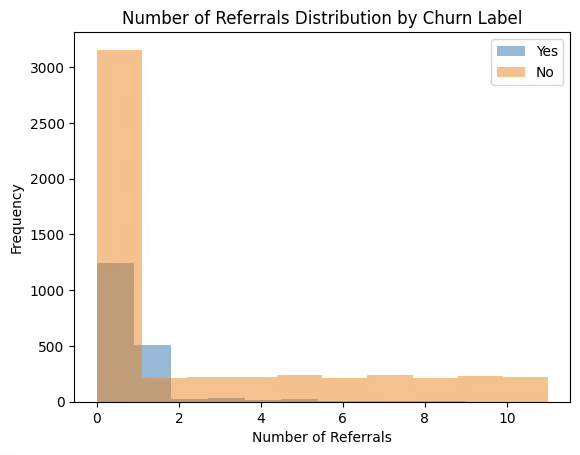 Number of Referrals Distribution by Churn Label
Yes
No
Frequency
3000
2500
2000
1500
1000
500
0
0
2
4
6
8
10
Number of Referrals